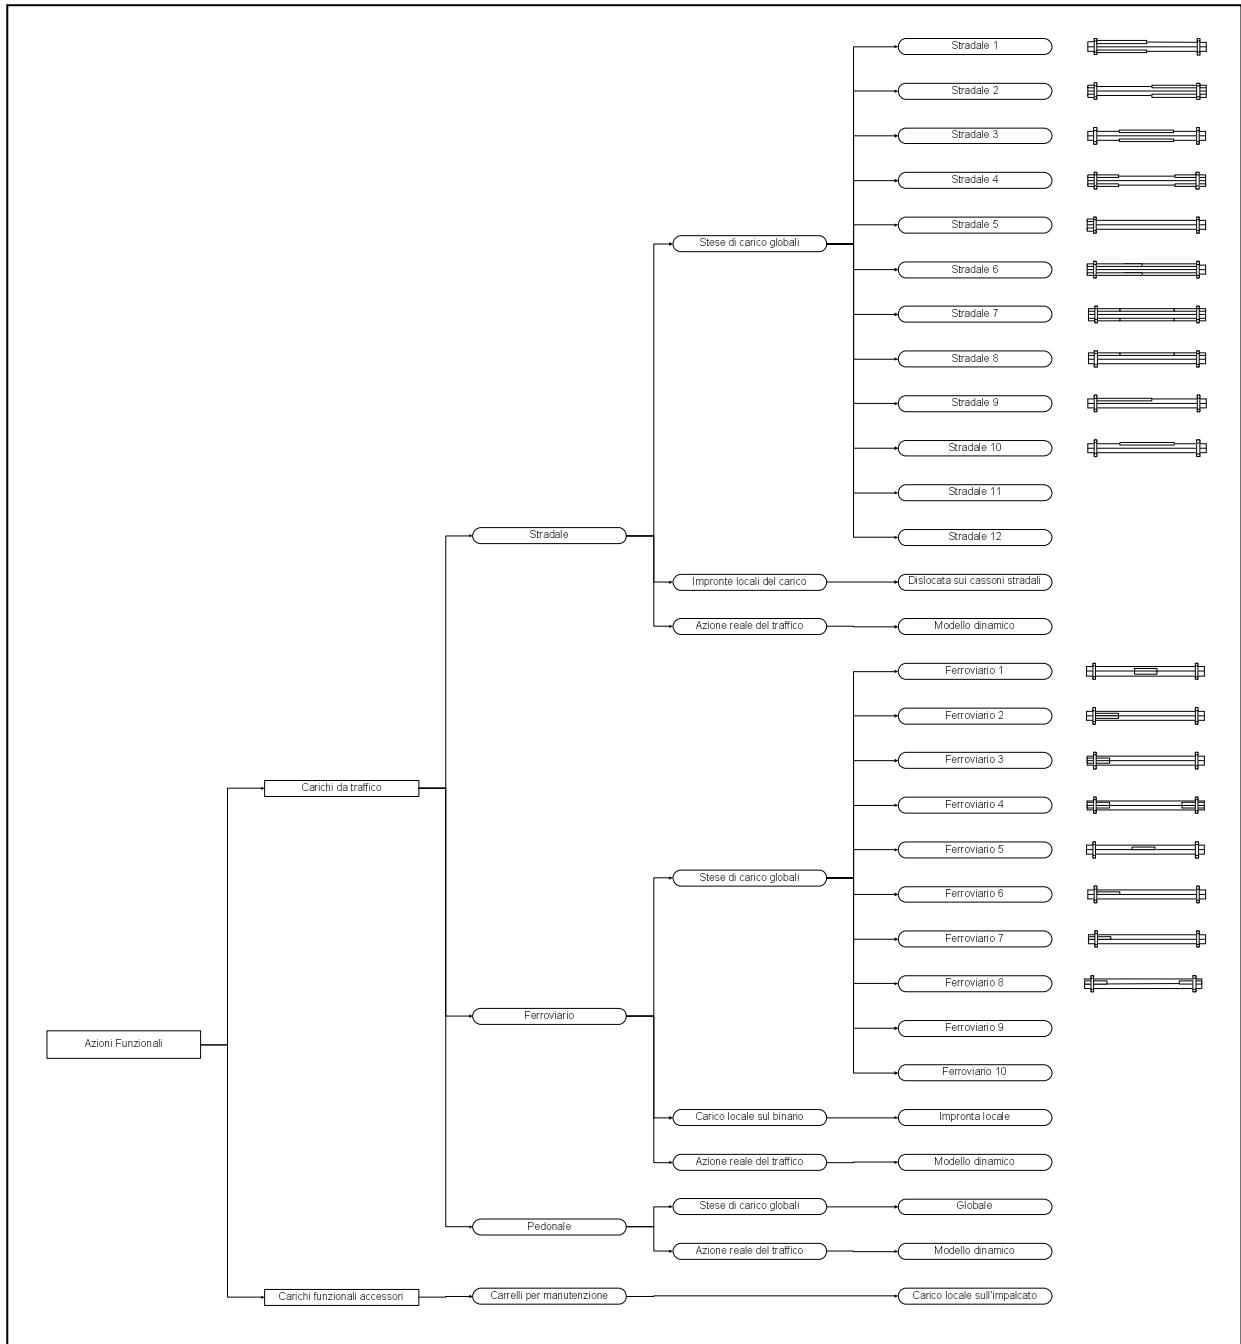 Stradale 1
Stradale 2
Stradale 3
Stradale 4
Stradale 5
Stese di carico globali
Stradale 6
Stradale 7
Stradale 8
Stradale 9
Stradale 10
Stradale 11
Stradale
Stradale 12
Impronte locali del carico
Dislocata sui cassoni stradali
Azione reale del traffico
Modello dinamico
Ferroviario 1
Ferroviario 2
Ferroviario 3
Carichi da traffico
Ferroviario 4
Ferroviario 5
Stese di carico globali
Ferroviario 6
Ferroviario 7
Ferroviario 8
Ferroviario
Ferroviario 9
Azioni Funzionali
Ferroviario 10
Carico locale sul binario
Impronta locale
Azione reale del traffico
Modello dinamico
Stese di carico globali
Globale
Pedonale
Azione reale del traffico
Modello dinamico
Carichi funzionali accessori
Carrelli per manutenzione
Carico locale sull'impalcato